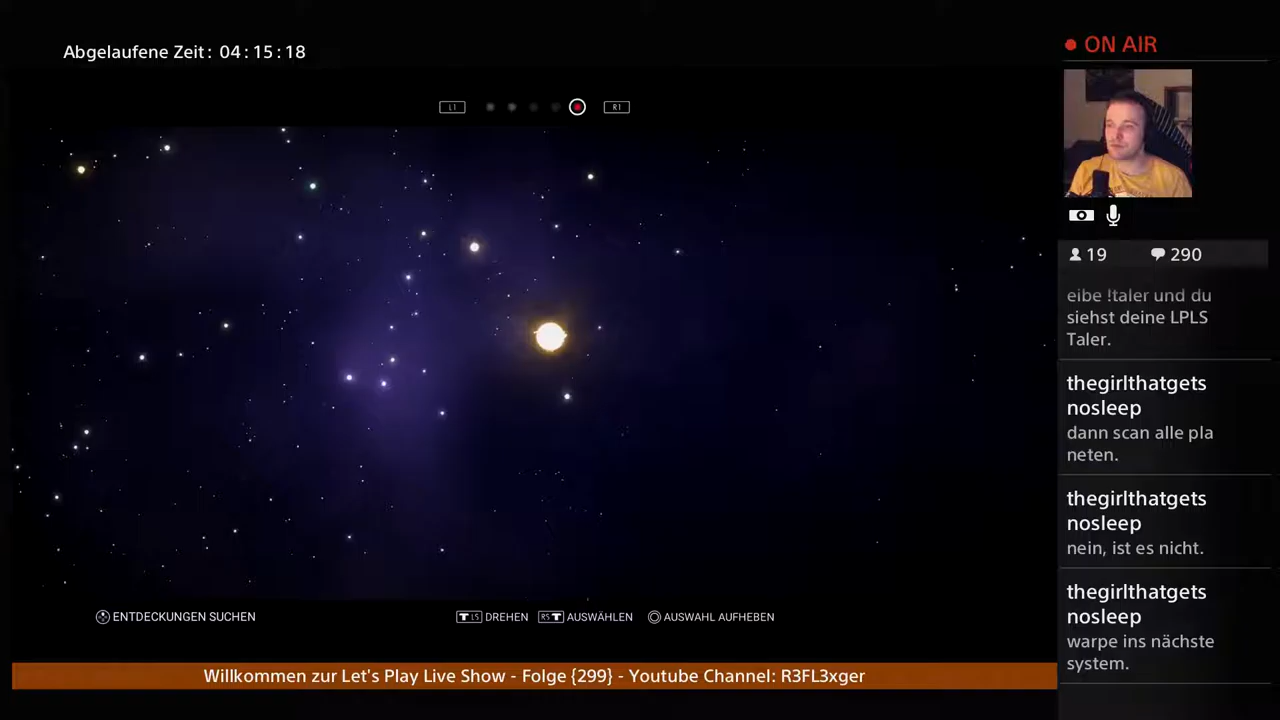 Abgelaufene Zeit: 04:15:18
ON AIR
L1
R1
19
290
eibe !taler und du
siehst deine LPLS
Taler.
thegirlthatgets
nosleep
dann scan alle pla
neten.
thegirlthatgets
nosleep
nein, ist es nicht.
thegirlthatgets
nosleep
warpe ins nächste
system.
ENTDECKUNGEN SUCHEN
LS DREHEN
RS AUSWÄHLEN
AUSWAHL AUFHEBEN
Willkommen zur Let's Play Live Show - Folge {299} - Youtube Channel: R3FL3xger